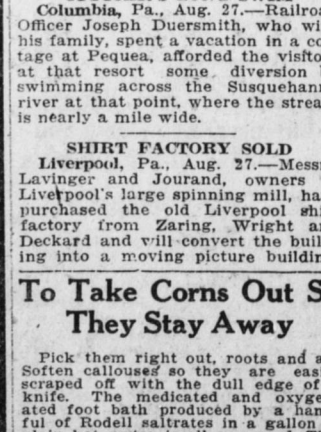 Columbia, Pa., Aug. 27.—Railroa
Officer Joseph Duersmith, who wi
his family, spent a vacation in a co
tage at Pequea, afforded the visito
at that resort some diversion
swimming across the Susquehan
river at that point, where the strea
is nearly a mile wide.
SHIRT FACTORY SOLD
Liverpool, Pa., Aug. 27.—Messr
Lavinger and Jourand, owners
Liverpool's large spinning mill, ha
purchased the old Liverpool shi
factory from Zaring, Wright a
Deckard and will convert the buil
ing into a moving picture buildin
To Take Corns Out S
They Stay Away
Pick them right out, roots and a
Soften callouses so they are eas
scraped off with the dull edge of
knife. The medicated and oxyge
ated foot bath produced by a han
ful of Rodell saltrates in a gallon